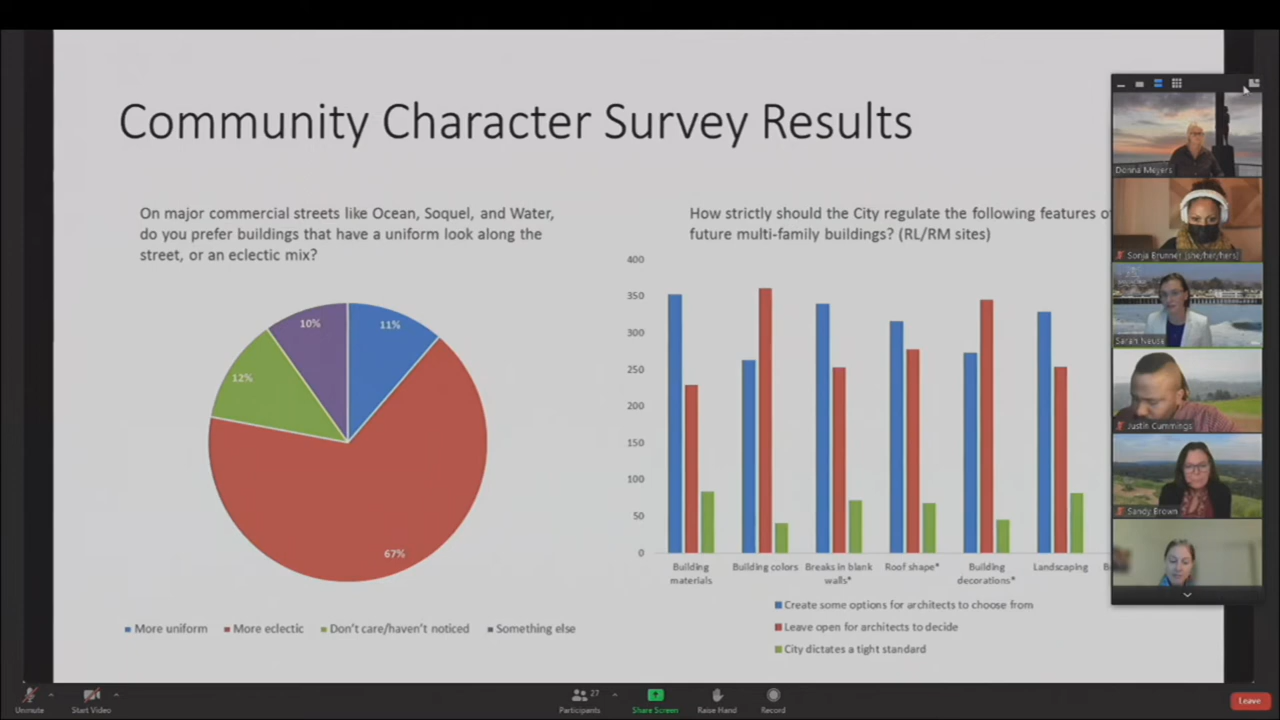 Community Character Survey Results
On major commercial streets like Ocean, Soquel, and Water,
do you prefer buildings that have a uniform look along the
street, or an eclectic mix?
10%
11%
12%
67%
More uniform
More eclectic
Don't care/haven't noticed
Something else
How strictly should the City regulate the following features
future multi-family buildings? (RL/RM sites)
400
350
300
250
200
150
100
50
0
Building
materials
Building colors
Breaks in blank
walls*
Roof shape*
Building
decorations*
Landscaping
Create some options for architects to choose from
Leave open for architects to decide
City dictates a tight standard
Donna Meyers
Sonja Brunner (she/her/hers)
Sarah Neuse
Justin Cummings
Sandy Brown
Unmute
Start Video
27
Participants
Share Screen
Raise Hand
Record
Leave